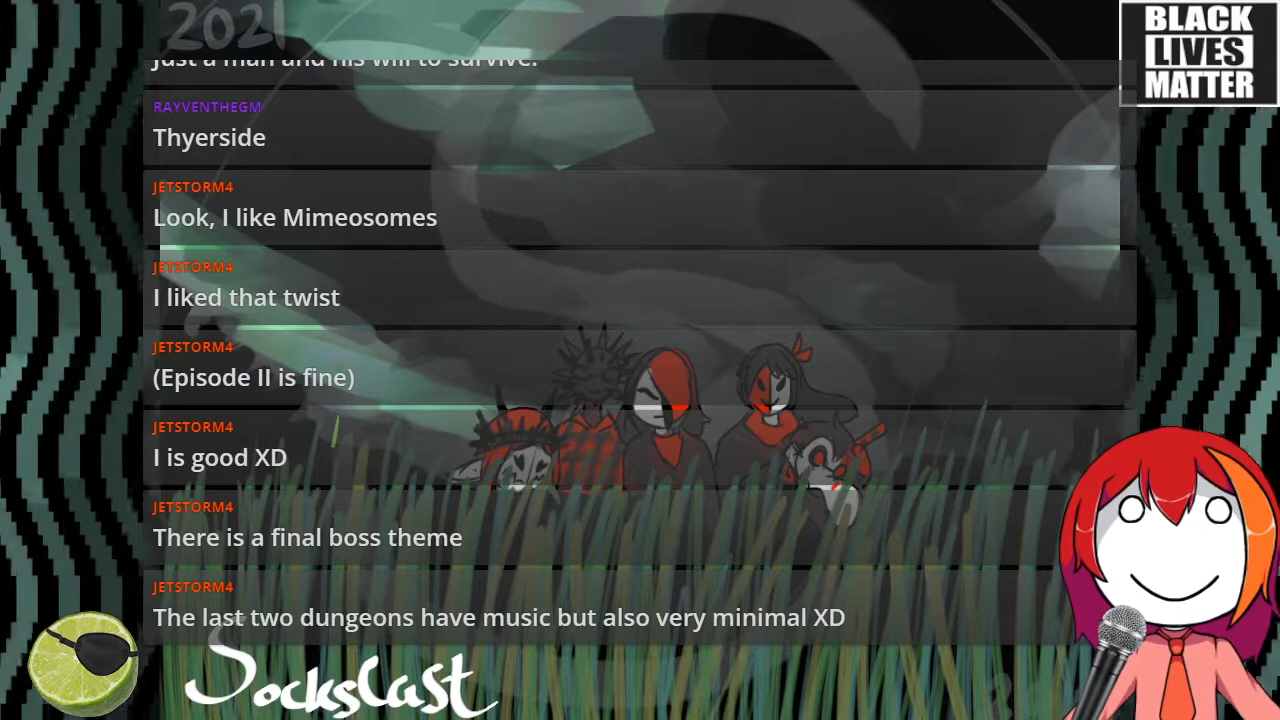 2021
Just a man and his will to survive.
RAYVENTHEGM
Thyerside
JETSTORM4
Look, I like Mimeosomes
JETSTORM4
I liked that twist
JETSTORM4
(Episode II is fine)
JETSTORM4
I is good XD
JETSTORM4
There is a final boss theme
JETSTORM4
The last two dungeons have music but also very minimal XD
BLACK
LIVES
MATTER
SocksCast